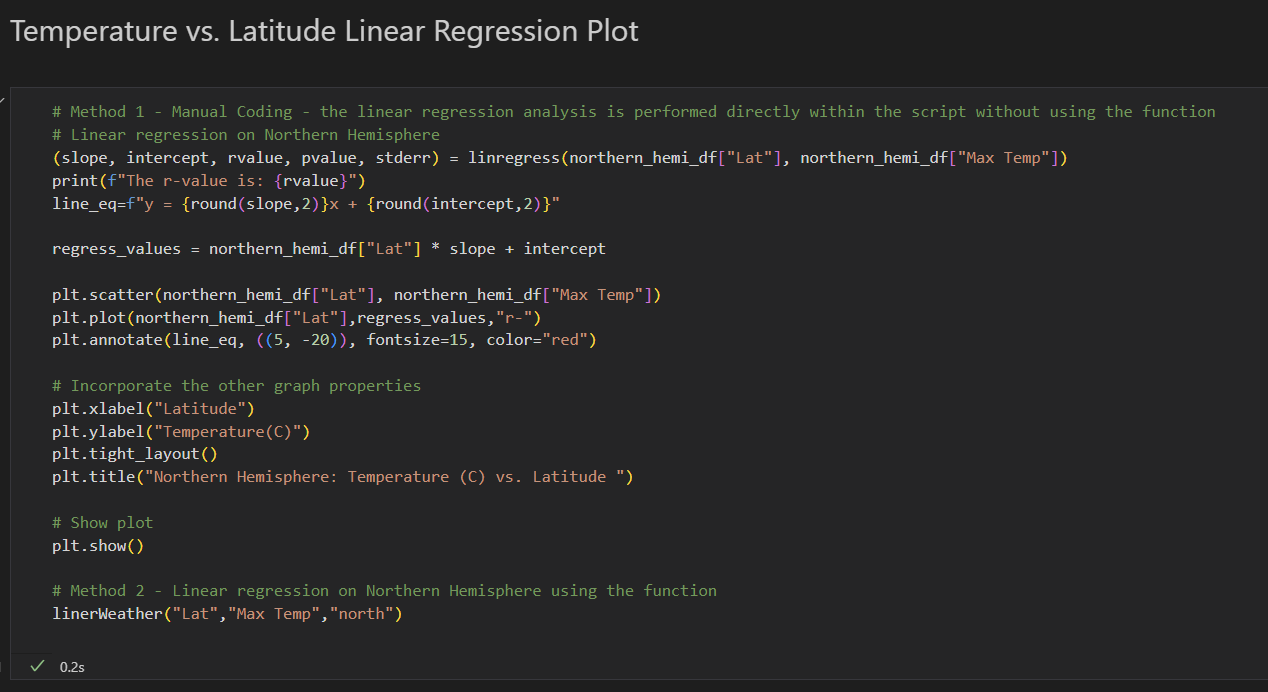 Temperature vs. Latitude Linear Regression Plot
# Method 1 - Manual Coding - the linear regression analysis is performed directly within the script without using the function
# Linear regression on Northern Hemisphere
(slope, intercept, rvalue, pvalue, stderr) = linregress(northern_hemi_df["Lat"], northern_hemi_df["Max Temp"])
print(f"The r-value is: {rvalue}")
line_eq=f"y = {round(slope,2)}x + {round(intercept,2)}"
regress_values = northern_hemi_df["Lat"] * slope + intercept
plt.scatter(northern_hemi_df["Lat"], northern_hemi_df["Max Temp"])
plt.plot(northern_hemi_df["Lat"],regress_values,"r-")
plt.annotate(line_eq, ((5, -20)), fontsize=15, color="red")
# Incorporate the other graph properties
plt.xlabel("Latitude")
plt.ylabel("Temperature(C)")
plt.tight_layout()
plt.title("Northern Hemisphere: Temperature (C) vs. Latitude ")
# Show plot
plt.show()
# Method 2 - Linear regression on Northern Hemisphere using the function
linerWeather("Lat","Max Temp","north")
0.2s